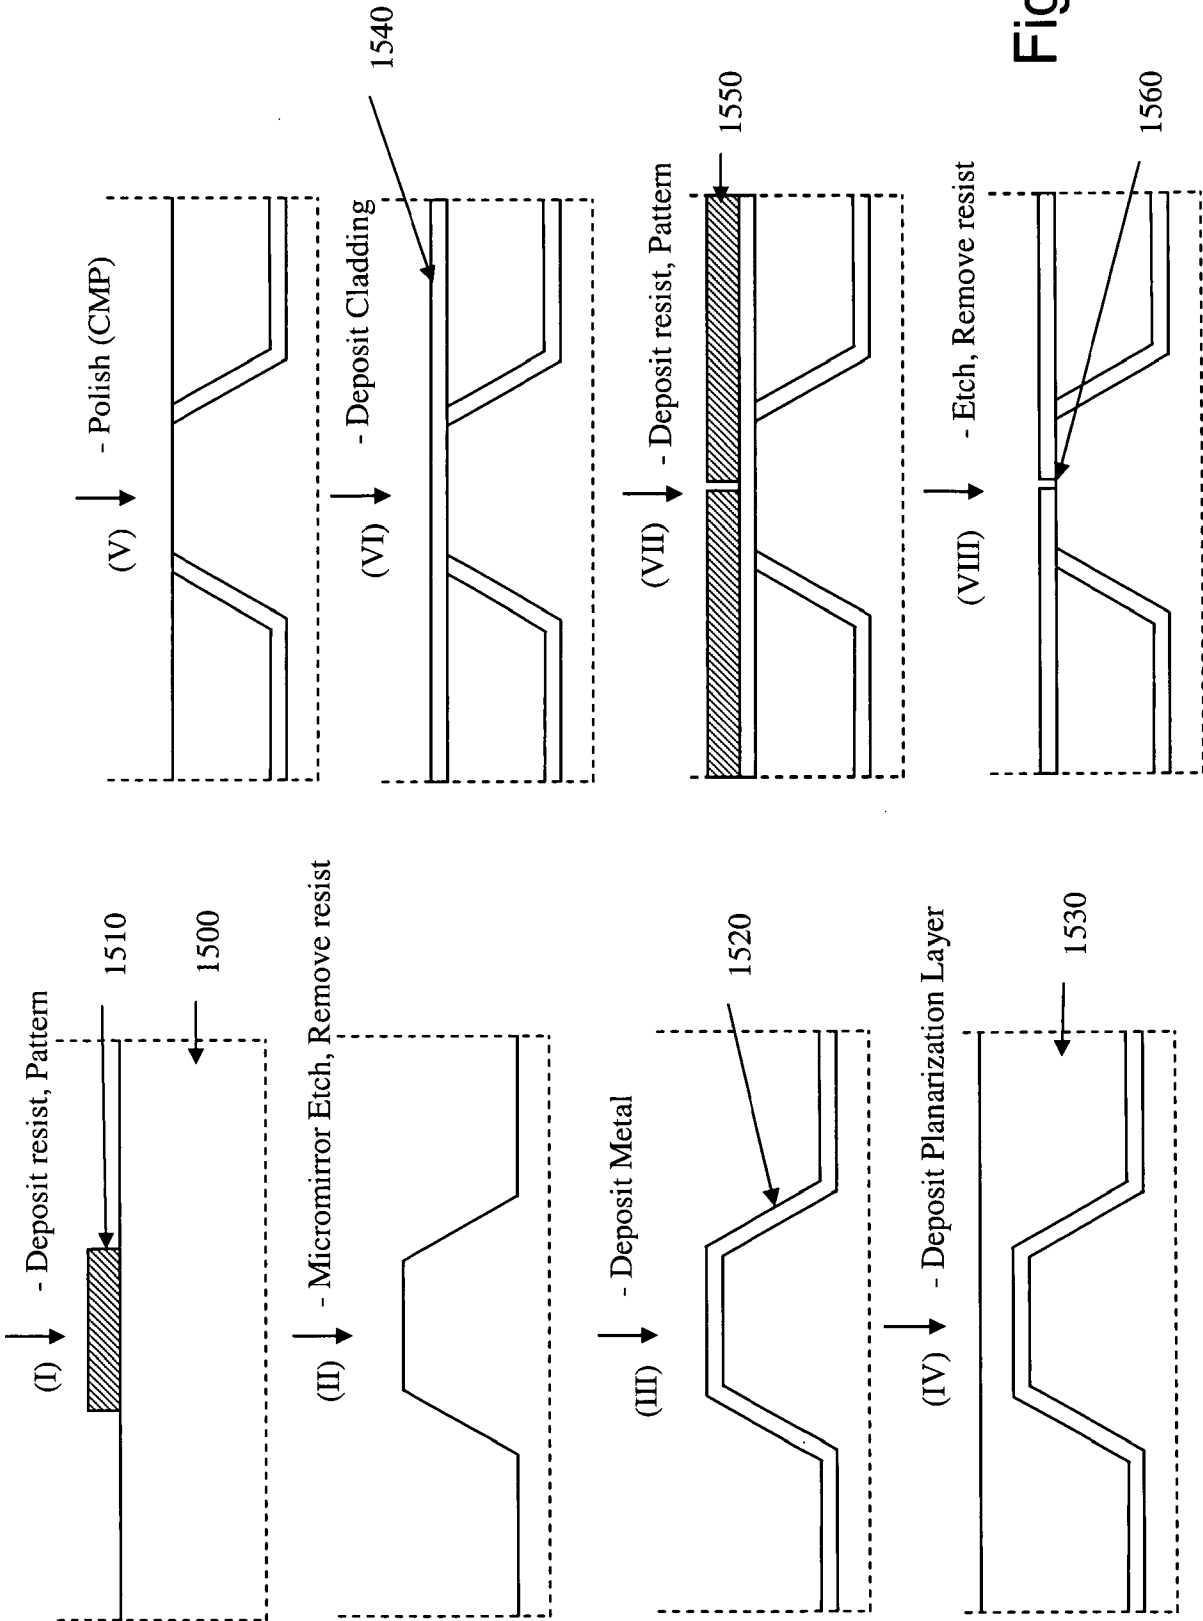 (I)
- Deposit resist, Pattern
1510
1500
(II)
- Micromirror Etch, Remove resist
(III)
- Deposit Metal
1520
(IV)
- Deposit Planarization Layer
1530
(V)
- Polish (CMP)
(VI)
- Deposit Cladding
1540
(VII)
- Deposit resist, Pattern
1550
(VIII)
- Etch, Remove resist
1560
Fig